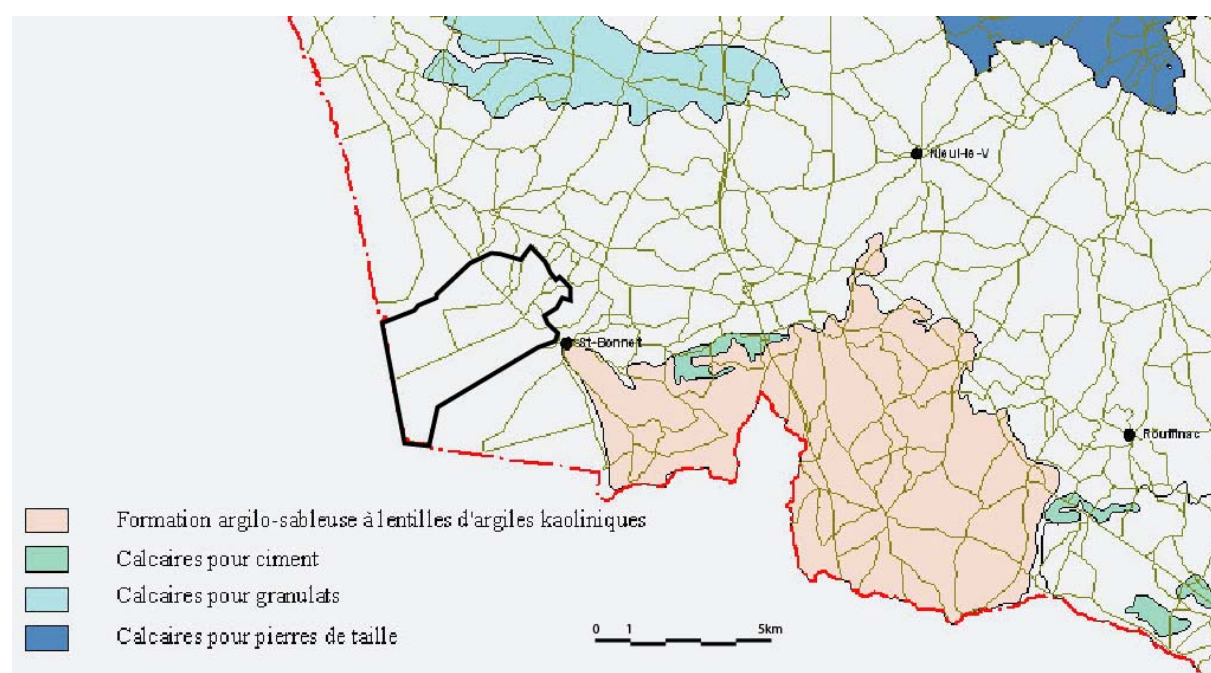 Nieul-le-V
St-Bonnet
Rouffinac
Formation argilo-sableuse à lentilles d'argiles kaoliniques
Calcaires pour ciment
Calcaires pour granulats
Calcaires pour pierres de taille
0 1 5km